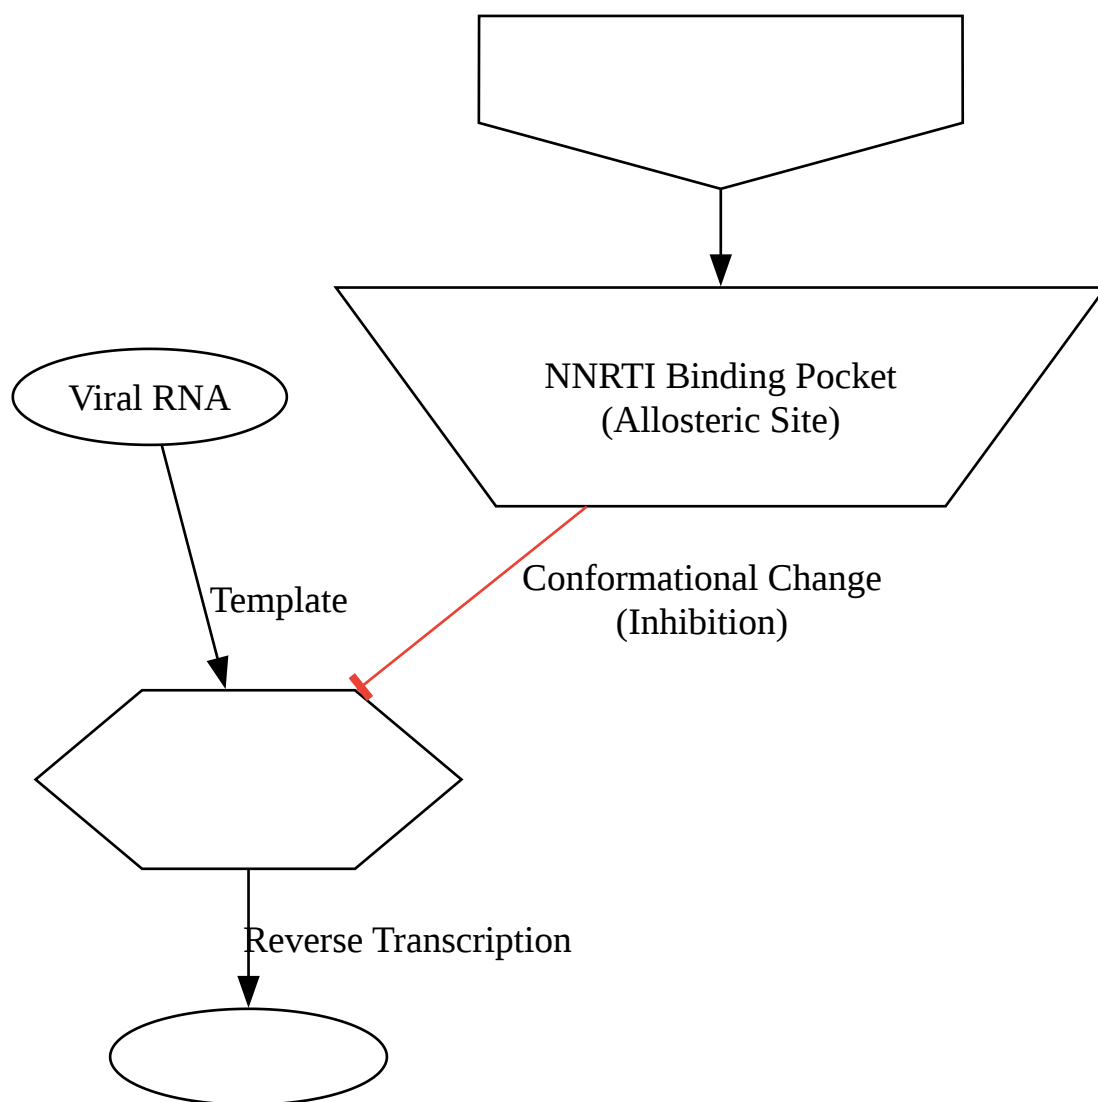 NNRTI Binding Pocket
(Allosteric Site)
Viral RNA
Conformational Change
(Inhibition)
Template
Reverse Transcription